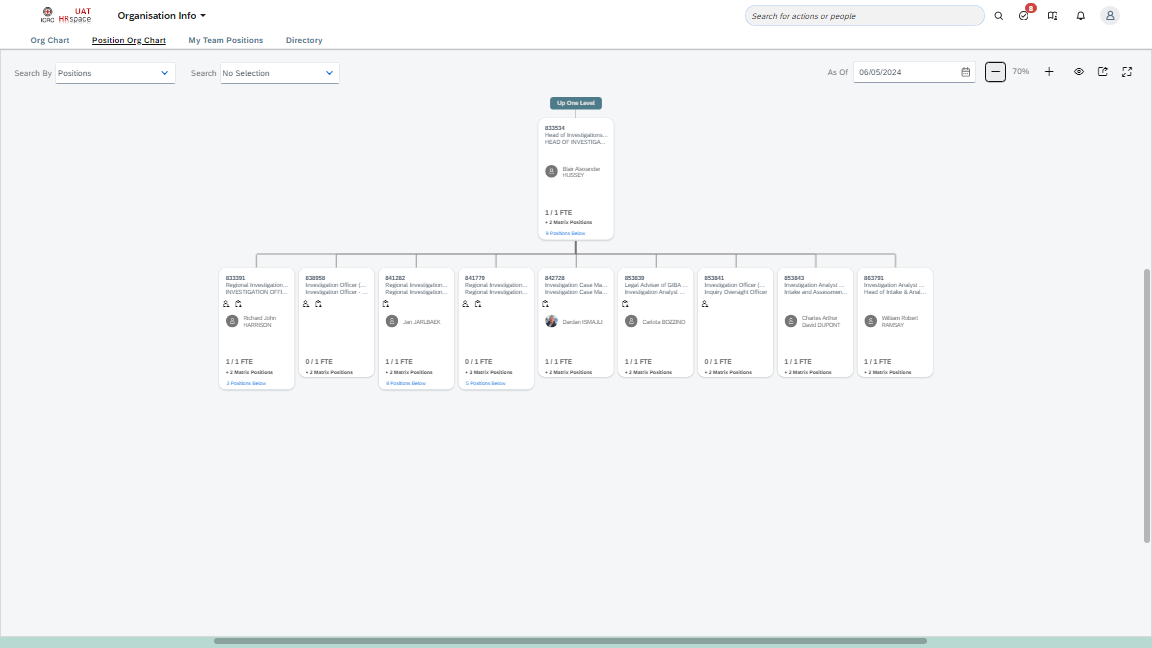 ICRC
UAT
HRspace
Organisation Info
Search for actions or people
8
Org Chart
Position Org Chart
My Team Positions
Directory
Search By
Positions
Search
No Selection
As Of
06/05/2024
70%
Up One Level
833534
Head of Investigations...
HEAD OF INVESTIGA...
Blair Alexander
HUSSEY
1 / 1 FTE
+ 2 Matrix Positions
9 Positions Below
833391
Regional Investigation...
INVESTIGATION OFFI...
Richard John
HARRISON
1 / 1 FTE
+ 2 Matrix Positions
3 Positions Below
838958
Investigation Officer (...
Investigation Officer - ...
0 / 1 FTE
+ 2 Matrix Positions
841282
Regional Investigation...
Regional Investigation...
Jan JARLBAEK
1 / 1 FTE
+ 2 Matrix Positions
8 Positions Below
841779
Regional Investigation...
Regional Investigation...
0 / 1 FTE
+ 2 Matrix Positions
5 Positions Below
842728
Investigation Case Ma...
Investigation Case Ma...
Dardan ISMAJLI
1 / 1 FTE
+ 2 Matrix Positions
853839
Legal Adviser of GIBA ...
Investigation Analyst ...
Carlota BOZZINO
1 / 1 FTE
+ 2 Matrix Positions
853841
Investigation Officer (...
Inquiry Oversight Officer
0 / 1 FTE
+ 2 Matrix Positions
853843
Investigation Analyst ...
Intake and Assessmen...
Charles Arthur
David DUPONT
1 / 1 FTE
+ 2 Matrix Positions
863791
Investigation Analyst ...
Head of Intake & Anal...
William Robert
RAMSAY
1 / 1 FTE
+ 2 Matrix Positions